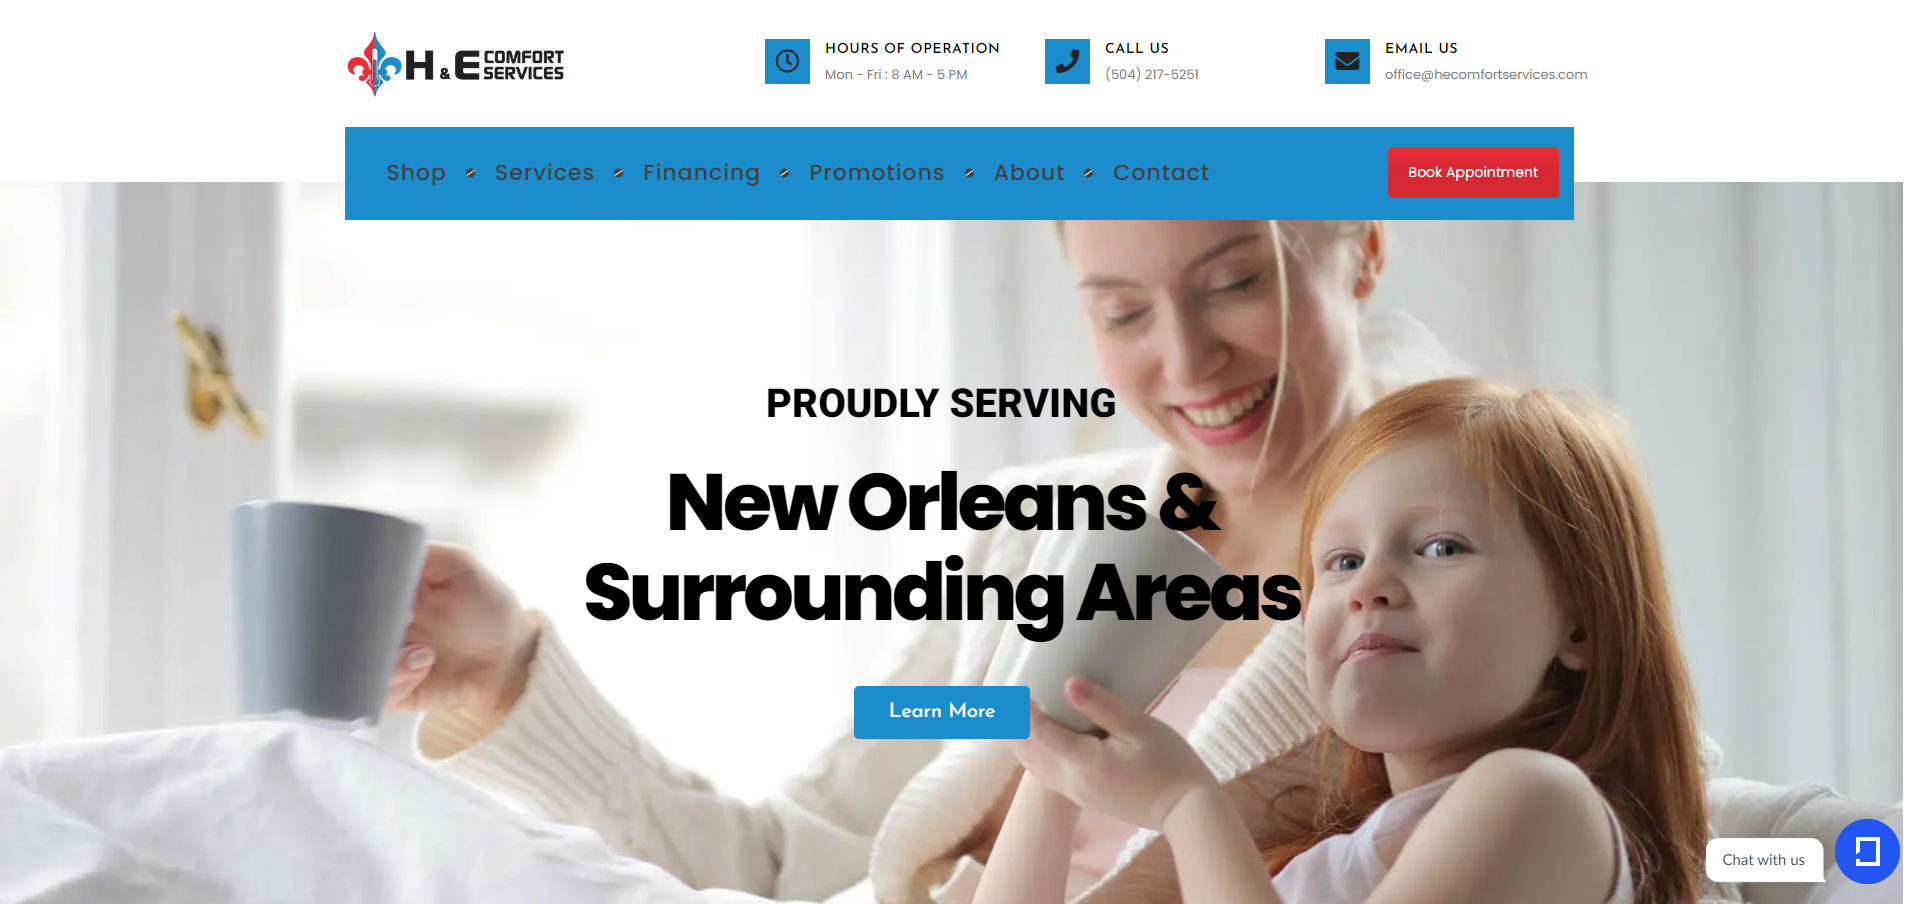 H & E COMFORT SERVICES
HOURS OF OPERATION
Mon - Fri : 8 AM - 5 PM
CALL US
(504) 217-5251
EMAIL US
office@hecomfortservices.com
Shop Services Financing Promotions About Contact
Book Appointment
PROUDLY SERVING
New Orleans &
Surrounding Areas
Learn More
Chat with us